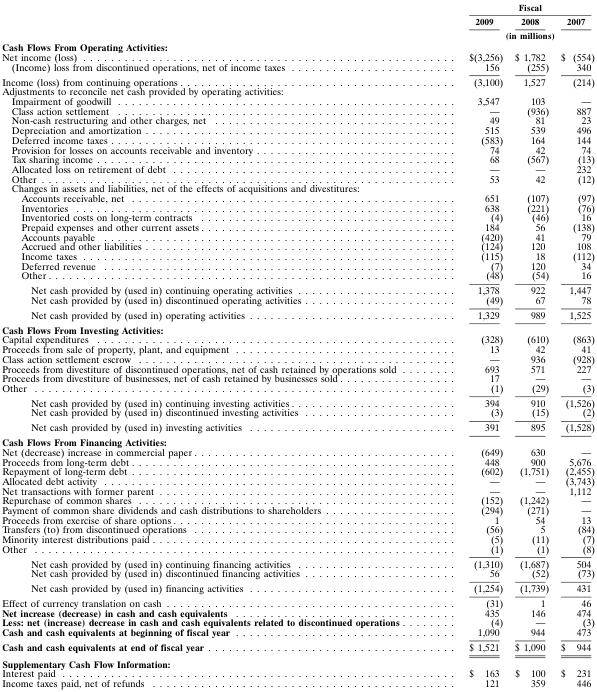 Fiscal
2009 2008 2007
(in millions)
Cash Flows From Operating Activities:
Net income (loss) $(3,256) $ 1,782 $ (554)
(Income) loss from discontinued operations, net of income taxes 156 (255) 340
Income (loss) from continuing operations (3,100) 1,527 (214)
Adjustments to reconcile net cash provided by operating activities:
Impairment of goodwill 3,547 103 —
Class action settlement — (936) 887
Non-cash restructuring and other charges, net 49 81 23
Depreciation and amortization 515 539 496
Deferred income taxes (583) 164 144
Provision for losses on accounts receivable and inventory 74 42 74
Tax sharing income 68 (567) (13)
Allocated loss on retirement of debt — — 232
Other 53 42 (12)
Changes in assets and liabilities, net of the effects of acquisitions and divestitures:
Accounts receivable, net 651 (107) (97)
Inventories 638 (221) (76)
Inventoried costs on long-term contracts (4) (46) 16
Prepaid expenses and other current assets 184 56 (138)
Accounts payable (420) 41 79
Accrued and other liabilities (124) 120 108
Income taxes (115) 18 (112)
Deferred revenue (7) 120 34
Other (48) (54) 16
Net cash provided by (used in) continuing operating activities 1,378 922 1,447
Net cash provided by (used in) discontinued operating activities (49) 67 78
Net cash provided by (used in) operating activities 1,329 989 1,525
Cash Flows From Investing Activities:
Capital expenditures (328) (610) (863)
Proceeds from sale of property, plant, and equipment 13 42 41
Class action settlement escrow — 936 (928)
Proceeds from divestiture of discontinued operations, net of cash retained by operations sold 693 571 227
Proceeds from divestiture of businesses, net of cash retained by businesses sold 17 — —
Other (1) (29) (3)
Net cash provided by (used in) continuing investing activities 394 910 (1,526)
Net cash provided by (used in) discontinued investing activities (3) (15) (2)
Net cash provided by (used in) investing activities 391 895 (1,528)
Cash Flows From Financing Activities:
Net (decrease) increase in commercial paper (649) 630 —
Proceeds from long-term debt 448 900 5,676
Repayment of long-term debt (602) (1,751) (2,455)
Allocated debt activity — — (3,743)
Net transactions with former parent — — 1,112
Repurchase of common shares (152) (1,242) —
Payment of common share dividends and cash distributions to shareholders (294) (271) —
Proceeds from exercise of share options 1 54 13
Transfers (to) from discontinued operations (56) 5 (84)
Minority interest distributions paid (5) (11) (7)
Other (1) (1) (8)
Net cash provided by (used in) continuing financing activities (1,310) (1,687) 504
Net cash provided by (used in) discontinued financing activities 56 (52) (73)
Net cash provided by (used in) financing activities (1,254) (1,739) 431
Effect of currency translation on cash (31) 1 46
Net increase (decrease) in cash and cash equivalents 435 146 474
Less: net (increase) decrease in cash and cash equivalents related to discontinued operations (4) — (3)
Cash and cash equivalents at beginning of fiscal year 1,090 944 473
Cash and cash equivalents at end of fiscal year $ 1,521 $ 1,090 $ 944
Supplementary Cash Flow Information:
Interest paid $ 163 $ 100 $ 231
Income taxes paid, net of refunds 121 359 446